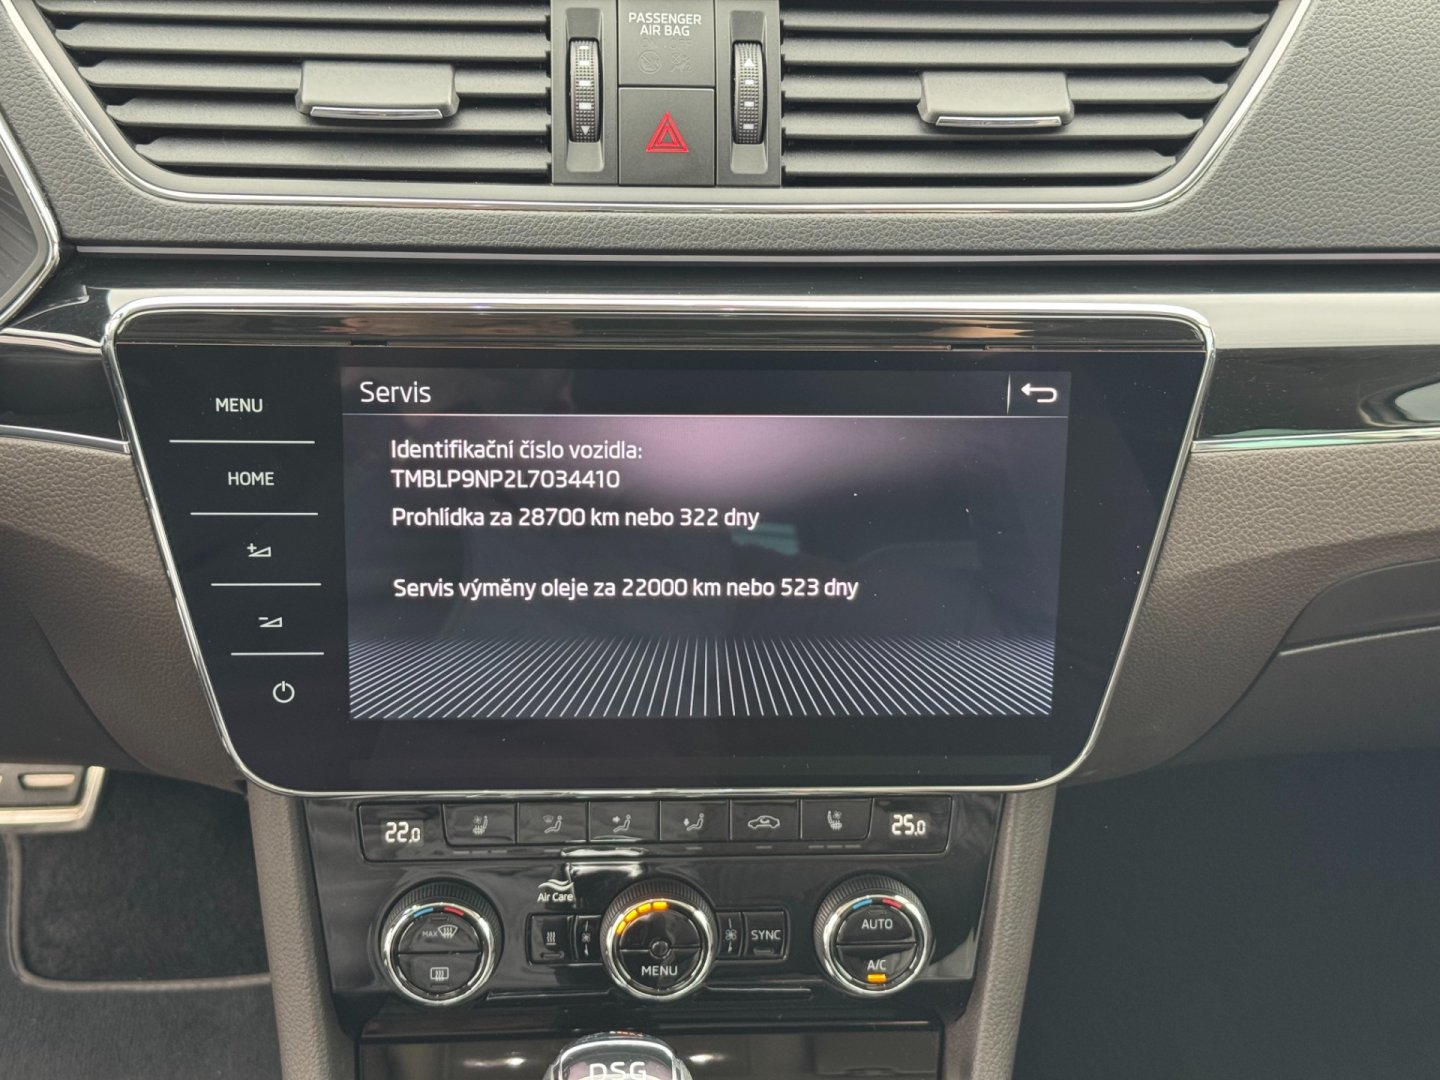 PASSENGER
AIR BAG
Servis
MENU
HOME
Identifikační číslo vozidla:
TMBLP9NP2L7034410
Prohlídka za 28700 km nebo 322 dny
Servis výměny oleje za 22000 km nebo 523 dny
22.0
25.0
Air Care
MAX
MENU
SYNC
AUTO
A/C
DSG